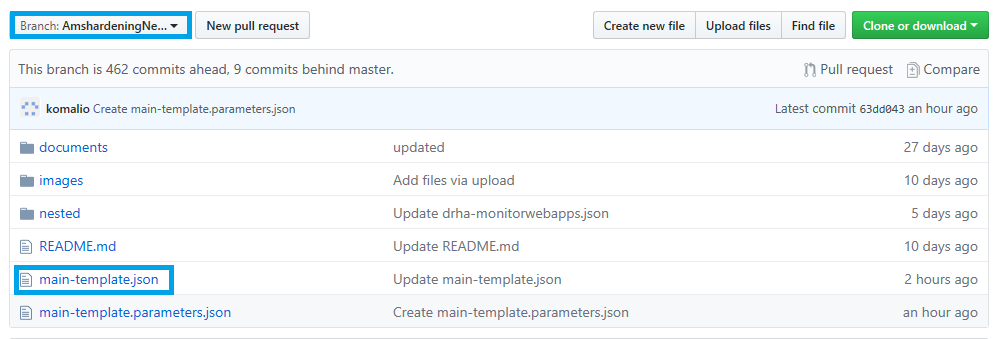 Branch: AmshardeningNe... New pull request Create new file Upload files Find file Clone or download
This branch is 462 commits ahead, 9 commits behind master. Pull request Compare
komalio Create main-template.parameters.json Latest commit 63dd043 an hour ago
documents updated 27 days ago
images Add files via upload 10 days ago
nested Update drha-monitorwebapps.json 5 days ago
README.md Update README.md 10 days ago
main-template.json Update main-template.json 2 hours ago
main-template.parameters.json Create main-template.parameters.json an hour ago